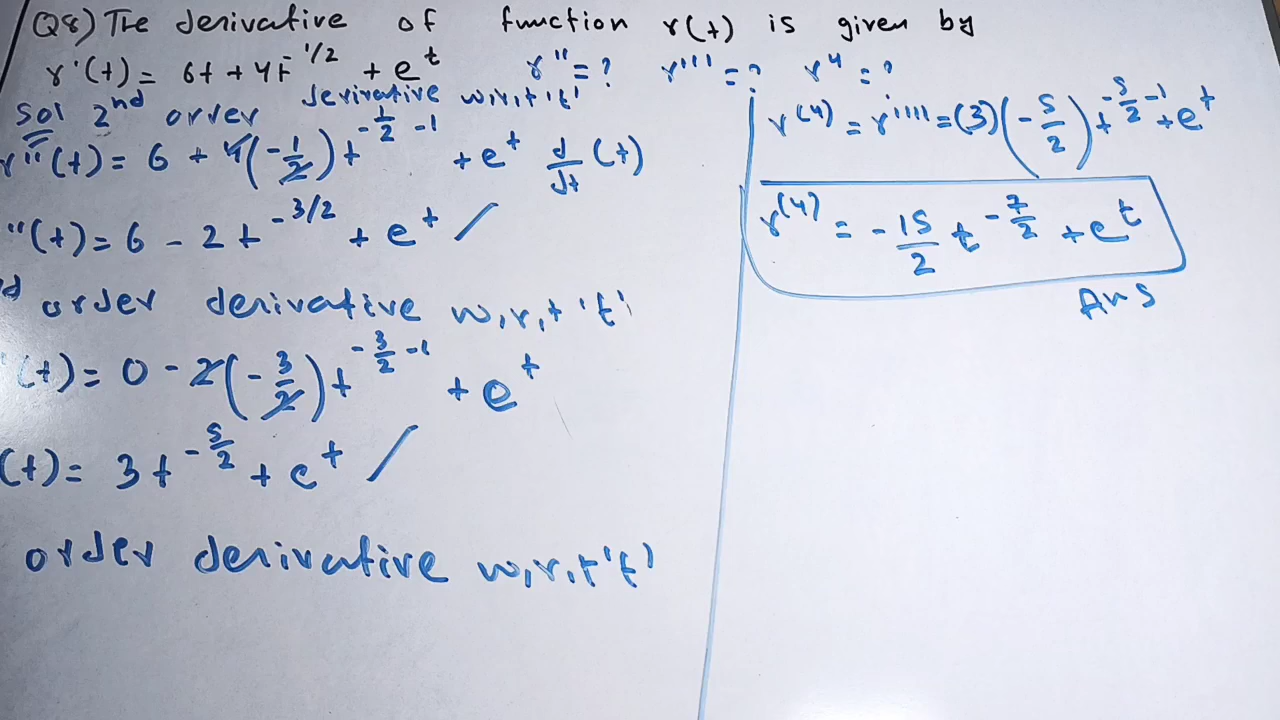 Q8) The derivative of function r(t) is given by
r'(t) = 6t + 4t^-1/2 + e^t r'' = ? r''' = ? r^4 = ?
Sol 2nd order derivative w,r,t 't'
r''(t) = 6 + 4(-1/2)t^(-1/2 -1) + e^t d/dt (t)
''(t) = 6 - 2t^-3/2 + e^t /
d order derivative w,r,t 't'
'(t) = 0 - 2(-3/2)t^(-3/2 -1) + e^t
(t) = 3t^-5/2 + e^t /
order derivative w,r,t 't'
r^(4) = r'''' = (3)(-5/2)t^(-5/2 -1) + e^t
r^(4) = -15/2 t^-7/2 + e^t
Ans